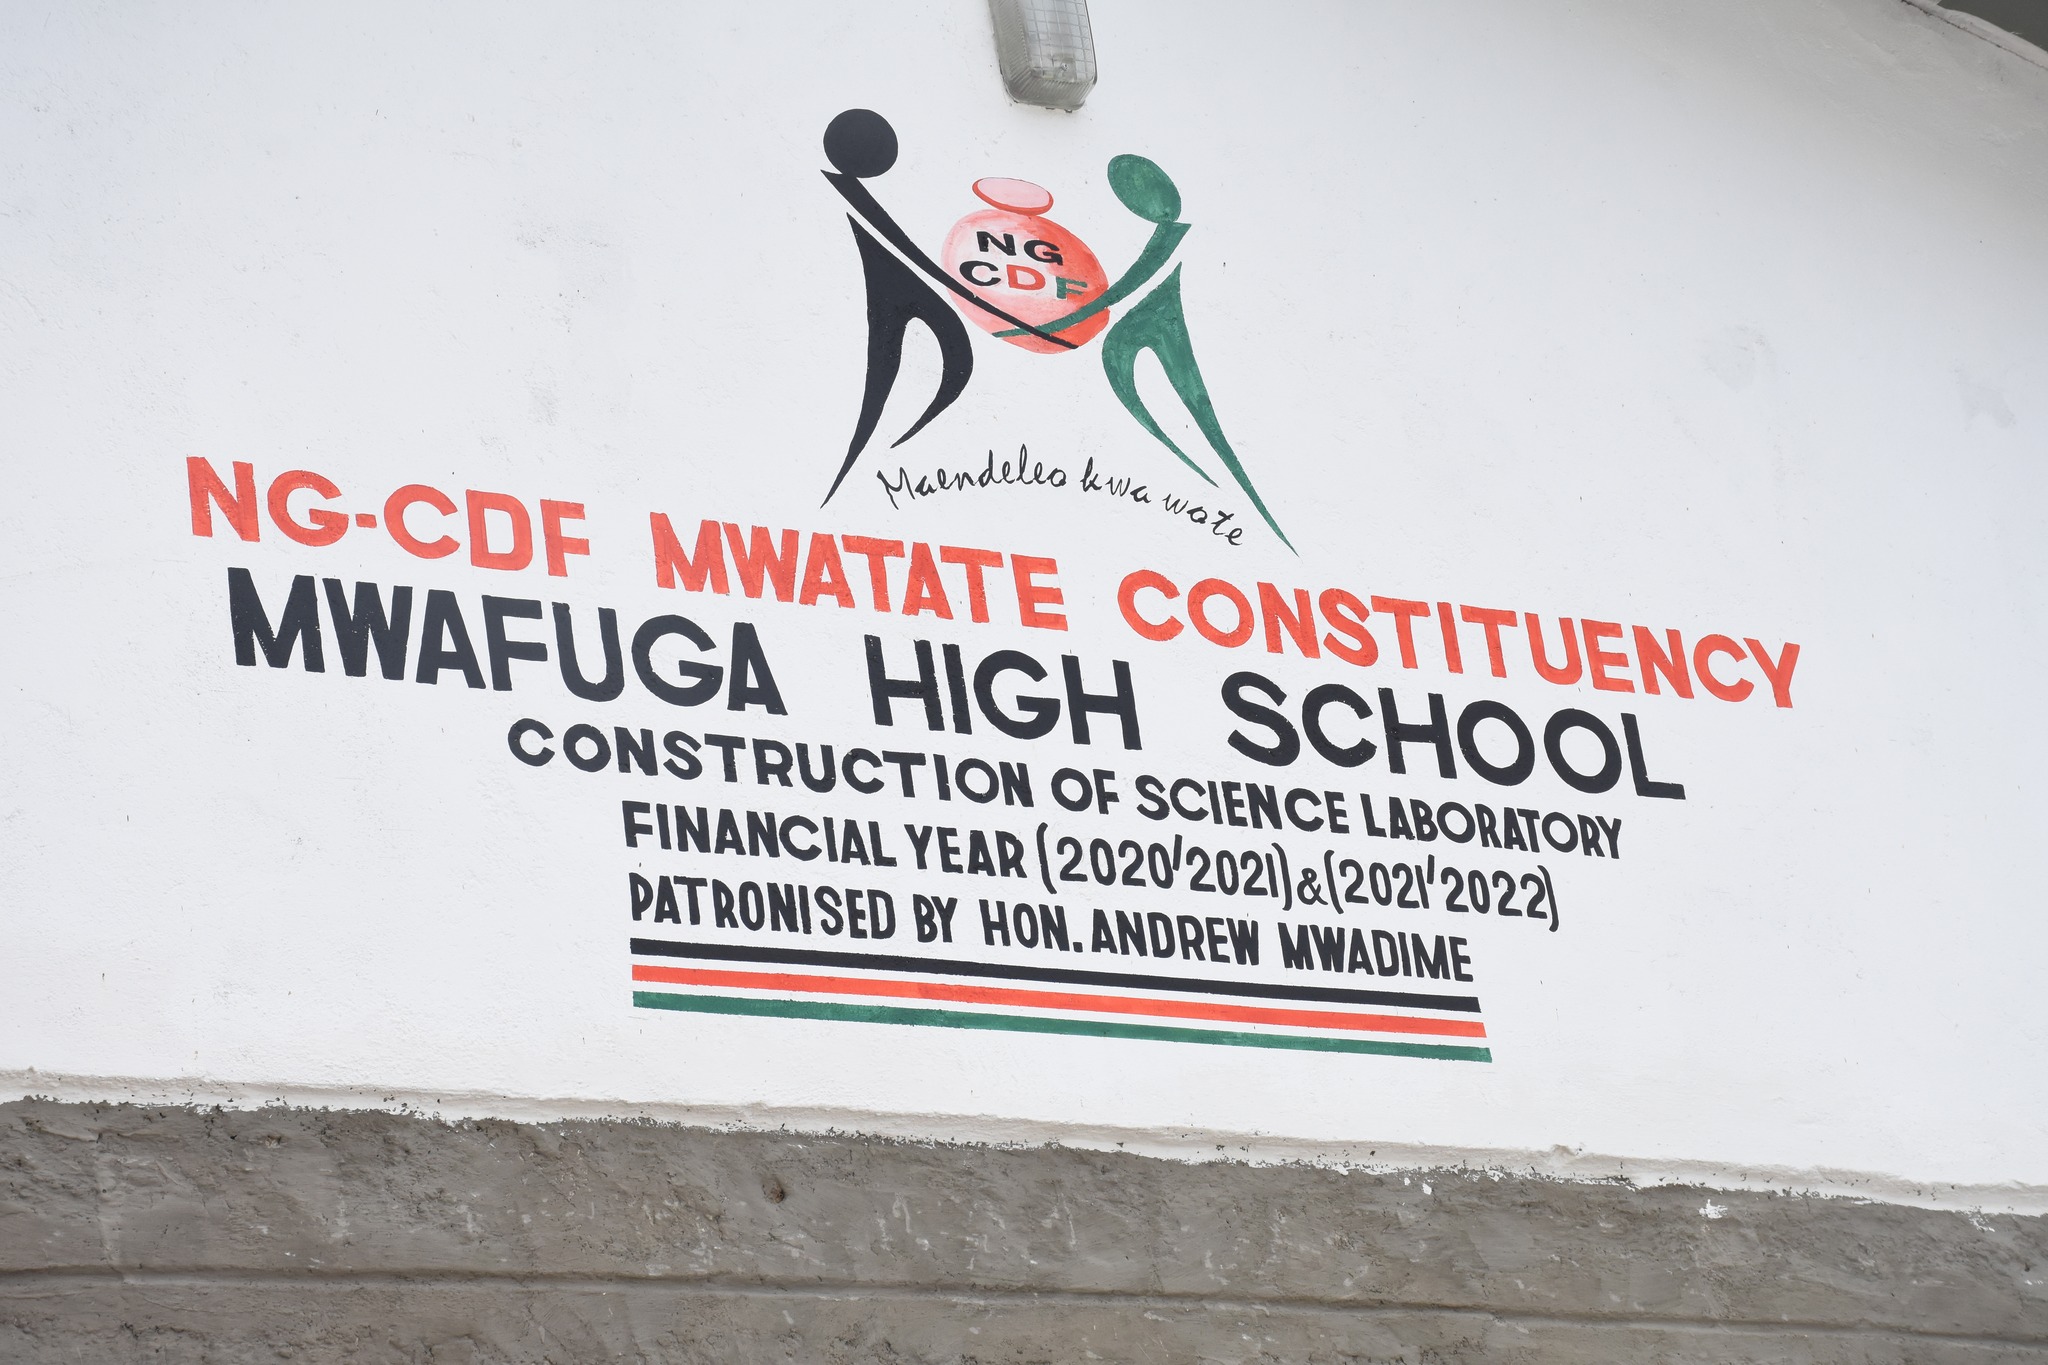 NG
CDF
Maendeleo kwa wote
NG-CDF MWATATE CONSTITUENCY
MWAFUGA HIGH SCHOOL
CONSTRUCTION OF SCIENCE LABORATORY
FINANCIAL YEAR (2020'2021)&(2021'2022)
PATRONISED BY HON. ANDREW MWADIME